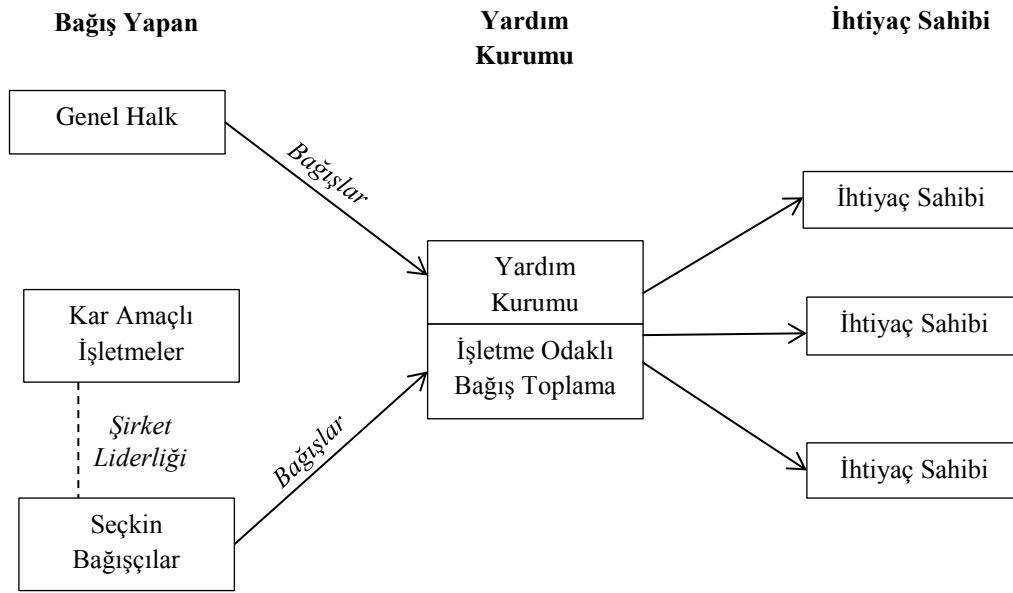 Bağış Yapan
Yardım
Kurumu
İhtiyaç Sahibi
Genel Halk
Bağışlar
İhtiyaç Sahibi
Yardım
Kurumu
Kar Amaçlı
İşletmeler
İhtiyaç Sahibi
İşletme Odaklı
Bağış Toplama
Şirket
Liderliği
Bağışlar
İhtiyaç Sahibi
Seçkin
Bağışçılar